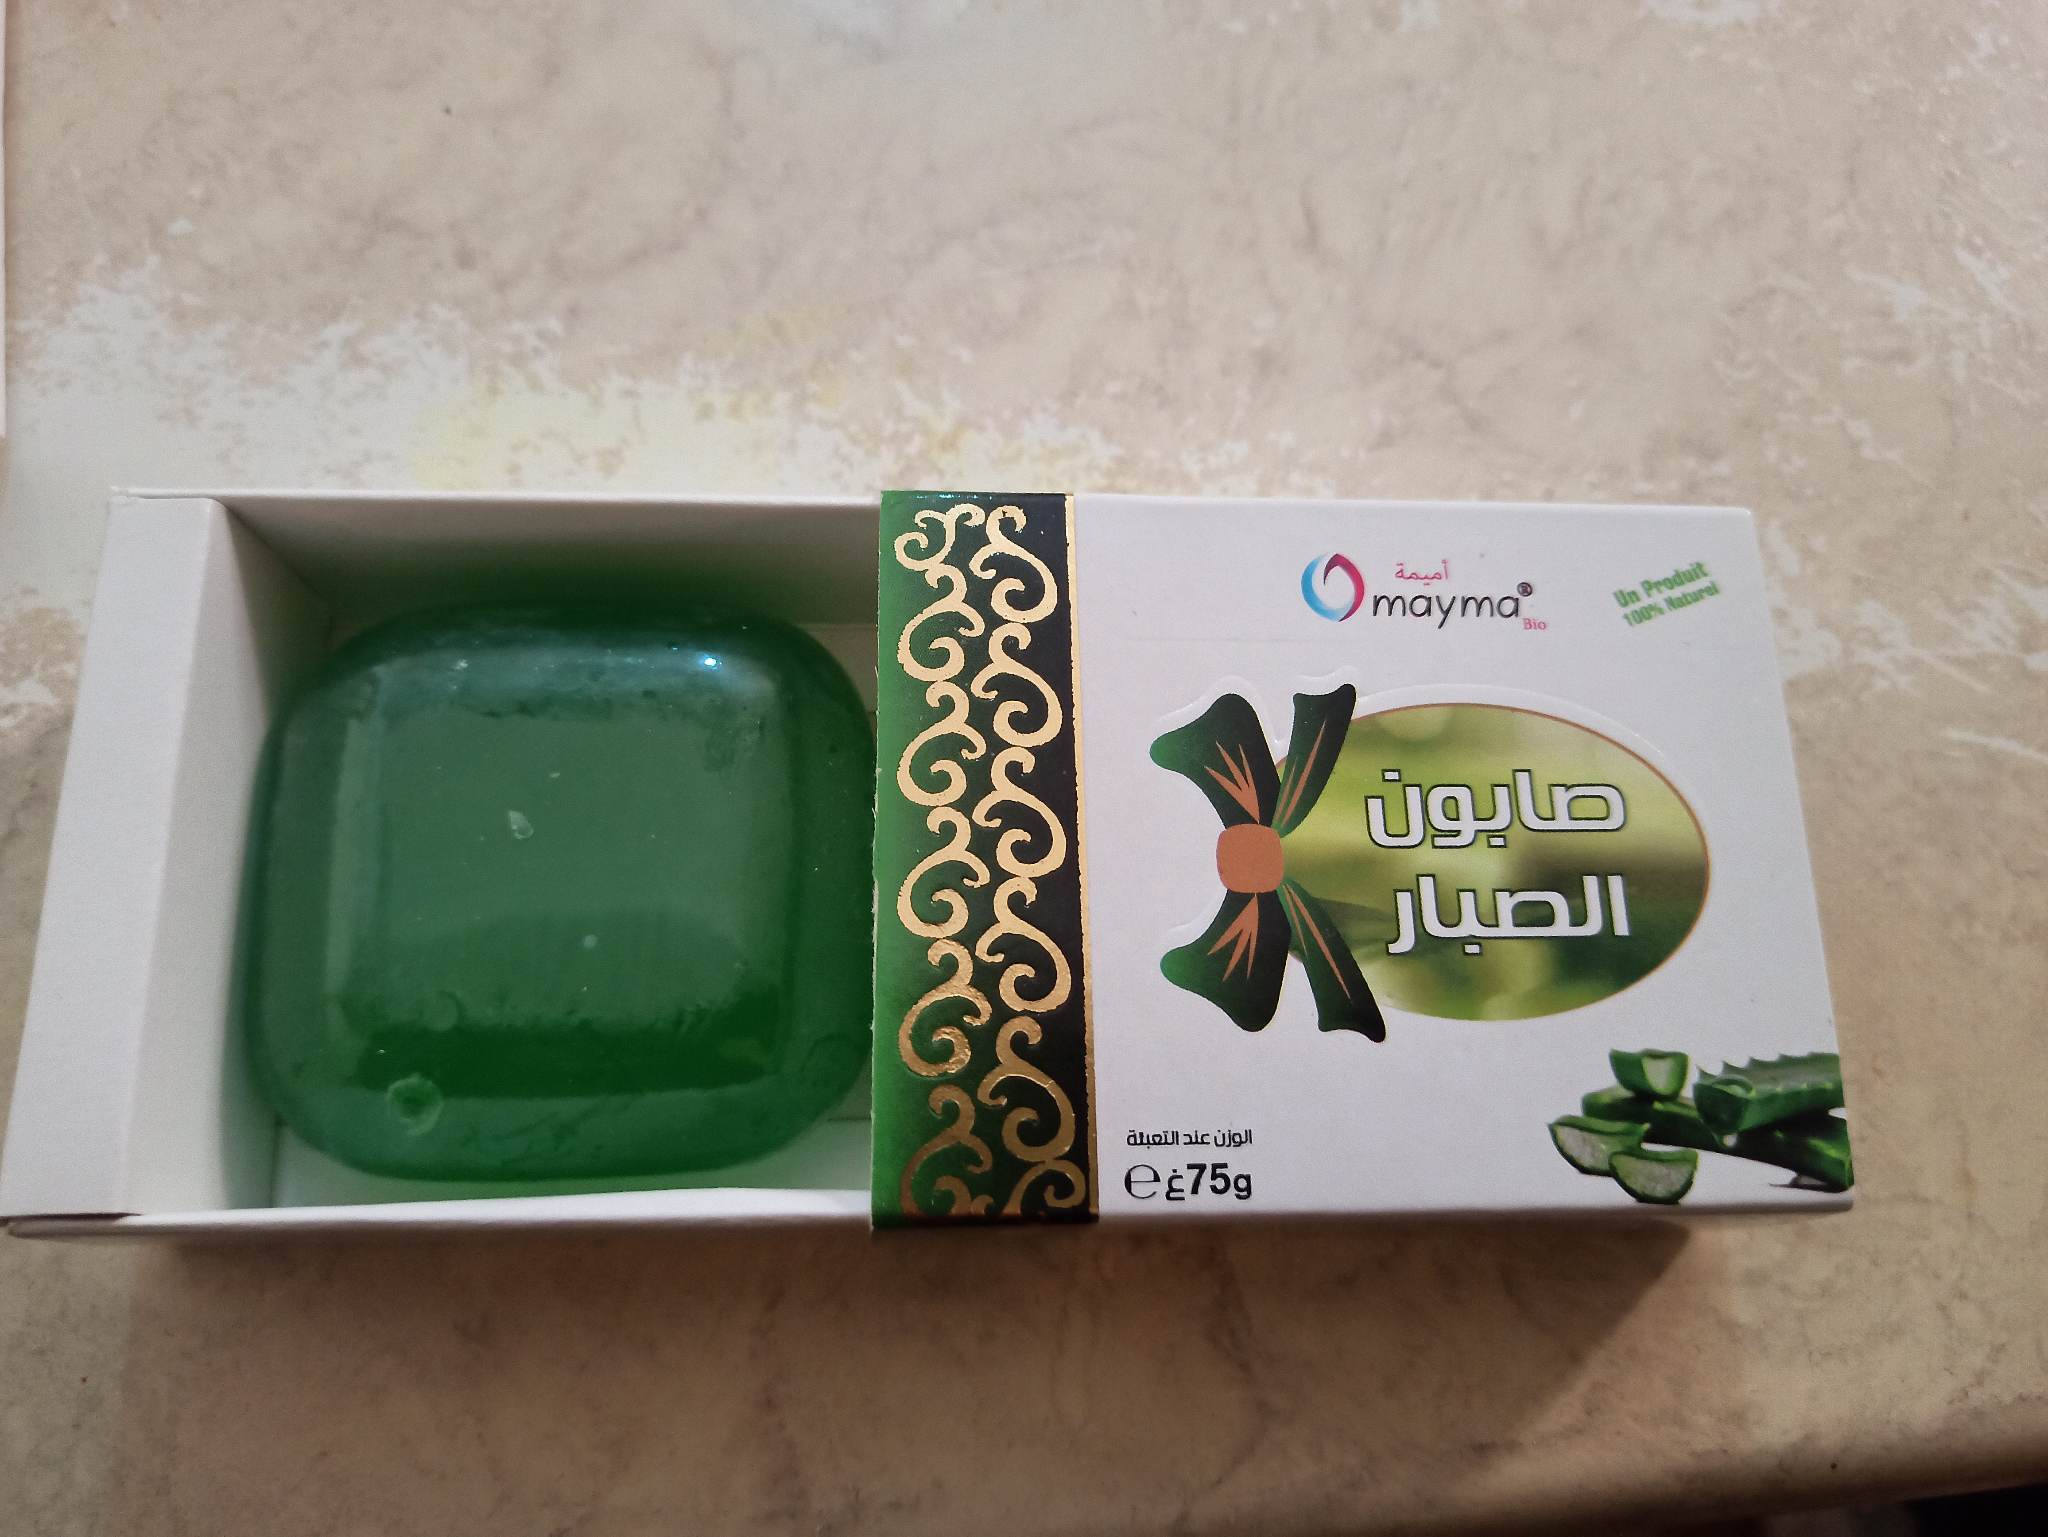 أميمة
Omayma®
Bio
Un Produit
100% Naturel
صابون
الصبار
الوزن عند التعبئة
℮ غ75g